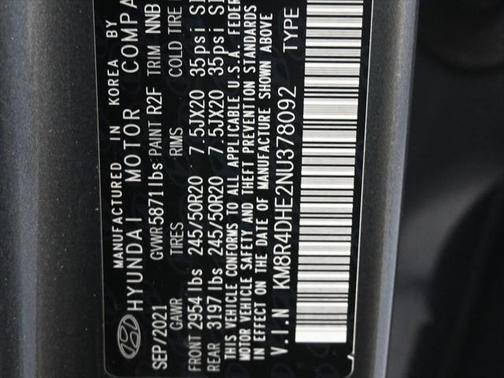 MANUFACTURED IN KOREA BY
HYUNDAI MOTOR COMPA
SEP/2021 GVWR5871lbs PAINT R2F TRIM NNB
GAWR TIRES RIMS COLD TIRE
FRONT 2954 lbs 245/50R20 7.5JX20 35psi
REAR 3197 lbs 245/50R20 7.5JX20 35psi
THIS VEHICLE CONFORMS TO ALL APPLICABLE U.S.A. FEDER
MOTOR VEHICLE SAFETY AND THEFT PREVENTION STANDARDS
IN EFFECT ON THE DATE OF MANUFACTURE SHOWN ABOVE
V.I.N KM8R4DHE2NU378092 TYPE